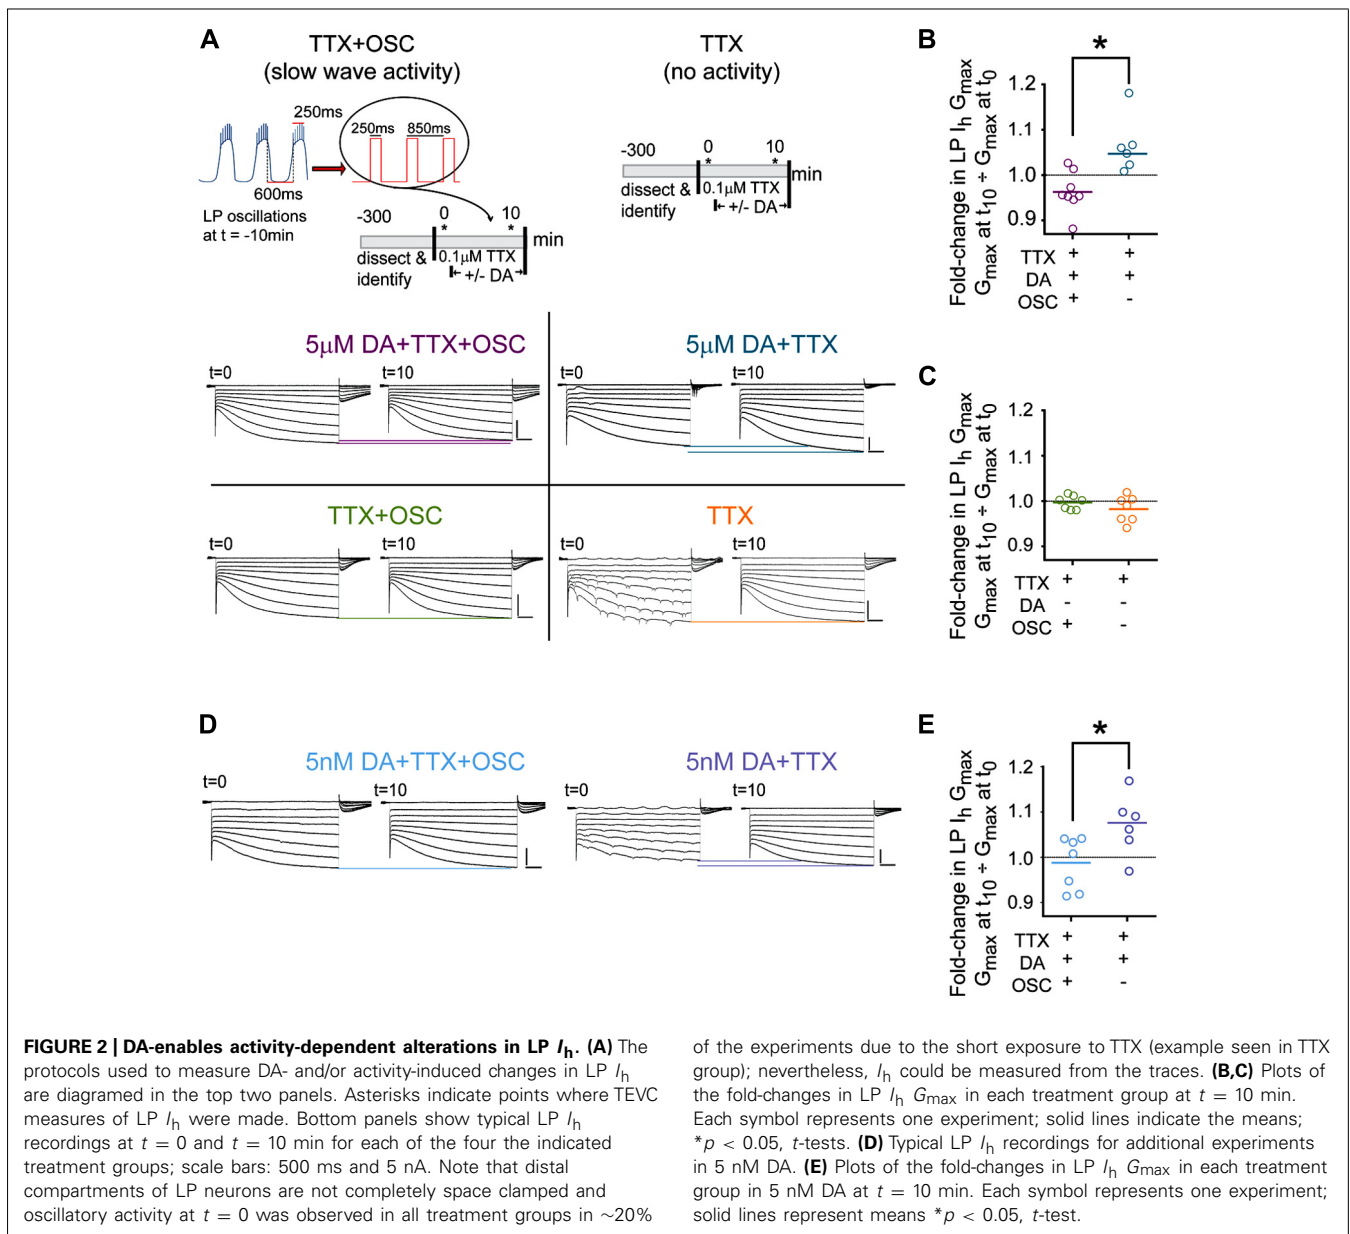 A
TTX+OSC
(slow wave activity)
TTX
(no activity)
250ms
250ms 850ms
600ms
LP oscillations
at t = -10min
-300 0 10
* *
min
dissect &
identify
0.1µM TTX
+/- DA
-300 0 10
* *
min
dissect &
identify
0.1µM TTX
+/- DA
5µM DA+TTX+OSC
t=0 t=10
5µM DA+TTX
t=0 t=10
TTX+OSC
t=0 t=10
TTX
t=0 t=10
B
*
Fold-change in LP Ih Gmax
Gmax at t10 ÷ Gmax at t0
1.2
1.1
1.0
0.9
TTX + +
DA + +
OSC + -
C
Fold-change in LP Ih Gmax
Gmax at t10 ÷ Gmax at t0
1.2
1.1
1.0
0.9
TTX + +
DA - -
OSC + -
D
5nM DA+TTX+OSC
t=0 t=10
5nM DA+TTX
t=0 t=10
E
*
Fold-change in LP Ih Gmax
Gmax at t10 ÷ Gmax at t0
1.2
1.1
1.0
0.9
TTX + +
DA + +
OSC + -
FIGURE 2 | DA-enables activity-dependent alterations in LP Ih. (A) The
protocols used to measure DA- and/or activity-induced changes in LP Ih
are diagramed in the top two panels. Asterisks indicate points where TEVC
measures of LP Ih were made. Bottom panels show typical LP Ih
recordings at t = 0 and t = 10 min for each of the four the indicated
treatment groups; scale bars: 500 ms and 5 nA. Note that distal
compartments of LP neurons are not completely space clamped and
oscillatory activity at t = 0 was observed in all treatment groups in ~20%
of the experiments due to the short exposure to TTX (example seen in TTX
group); nevertheless, Ih could be measured from the traces. (B,C) Plots of
the fold-changes in LP Ih Gmax in each treatment group at t = 10 min.
Each symbol represents one experiment; solid lines indicate the means;
*p < 0.05, t-tests. (D) Typical LP Ih recordings for additional experiments
in 5 nM DA. (E) Plots of the fold-changes in LP Ih Gmax in each treatment
group in 5 nM DA at t = 10 min. Each symbol represents one experiment;
solid lines represent means *p < 0.05, t-test.